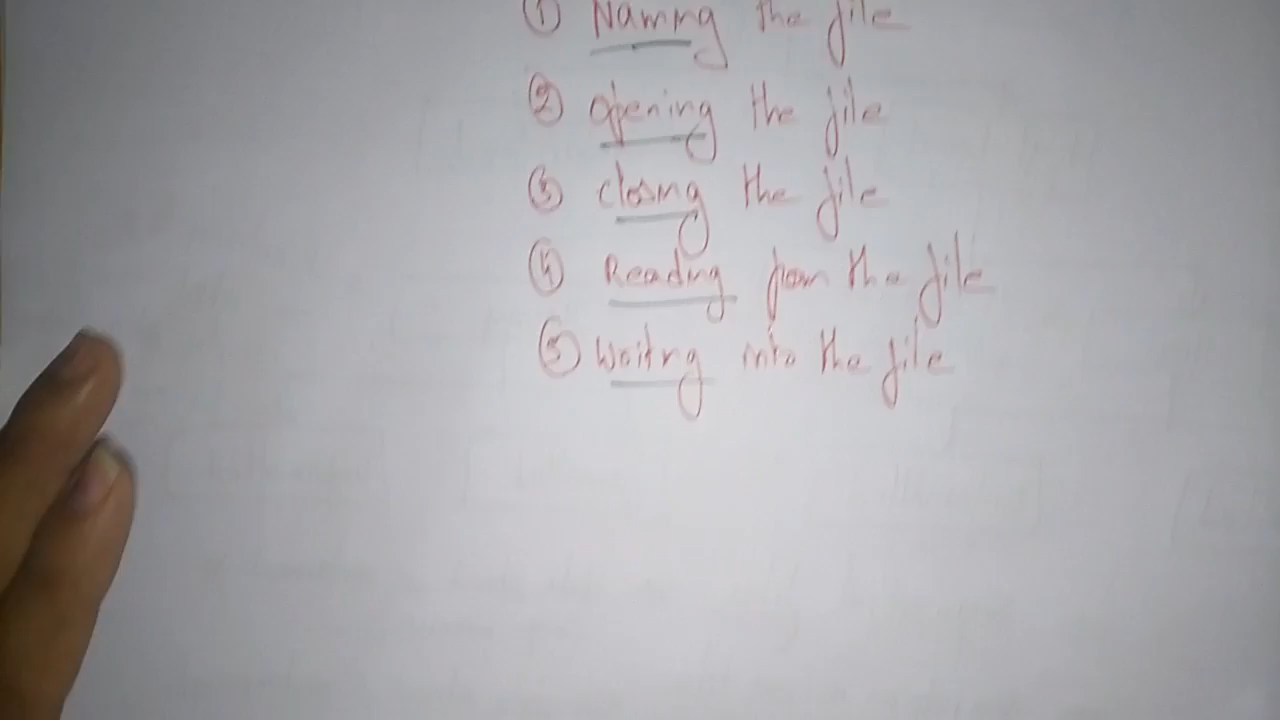 ① Naming the file
② Opening the file
③ Closing the file
④ Reading from the file
⑤ Writing into the file